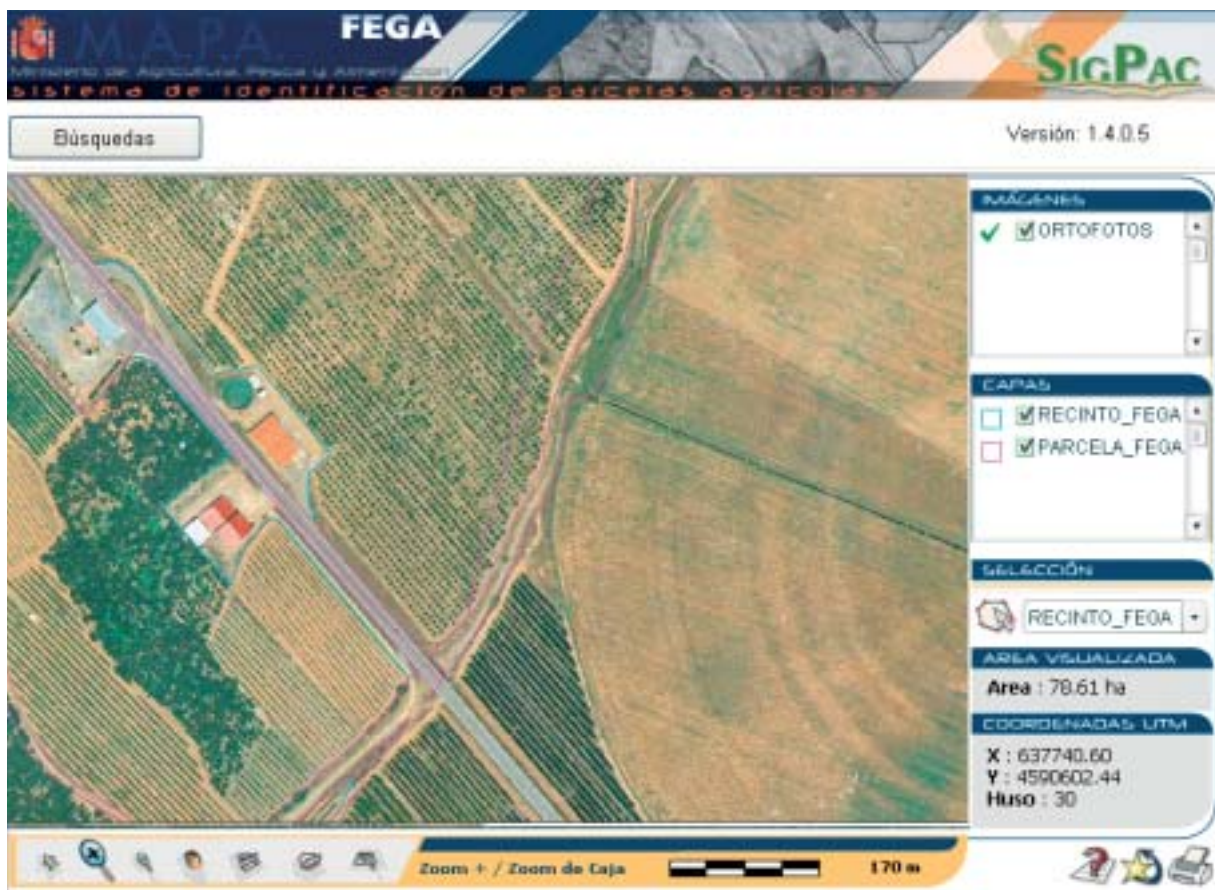 M.A.P.A.
FEGA
Ministerio de Agricultura, Pesca y Alimentación
sistema de identificación de parcelas agrícolas
SIGPAC
Búsquedas
Versión: 1.4.0.5
IMÁGENES
ORTOFOTOS
CAPAS
RECINTO_FEGA
PARCELA_FEGA
SELECCIÓN
RECINTO_FEGA
AREA VISUALIZADA
Area : 78.61 ha
COORDENADAS UTM
X : 637740.60
Y : 4590602.44
Huso : 30
Zoom + / Zoom de Caja
170 m